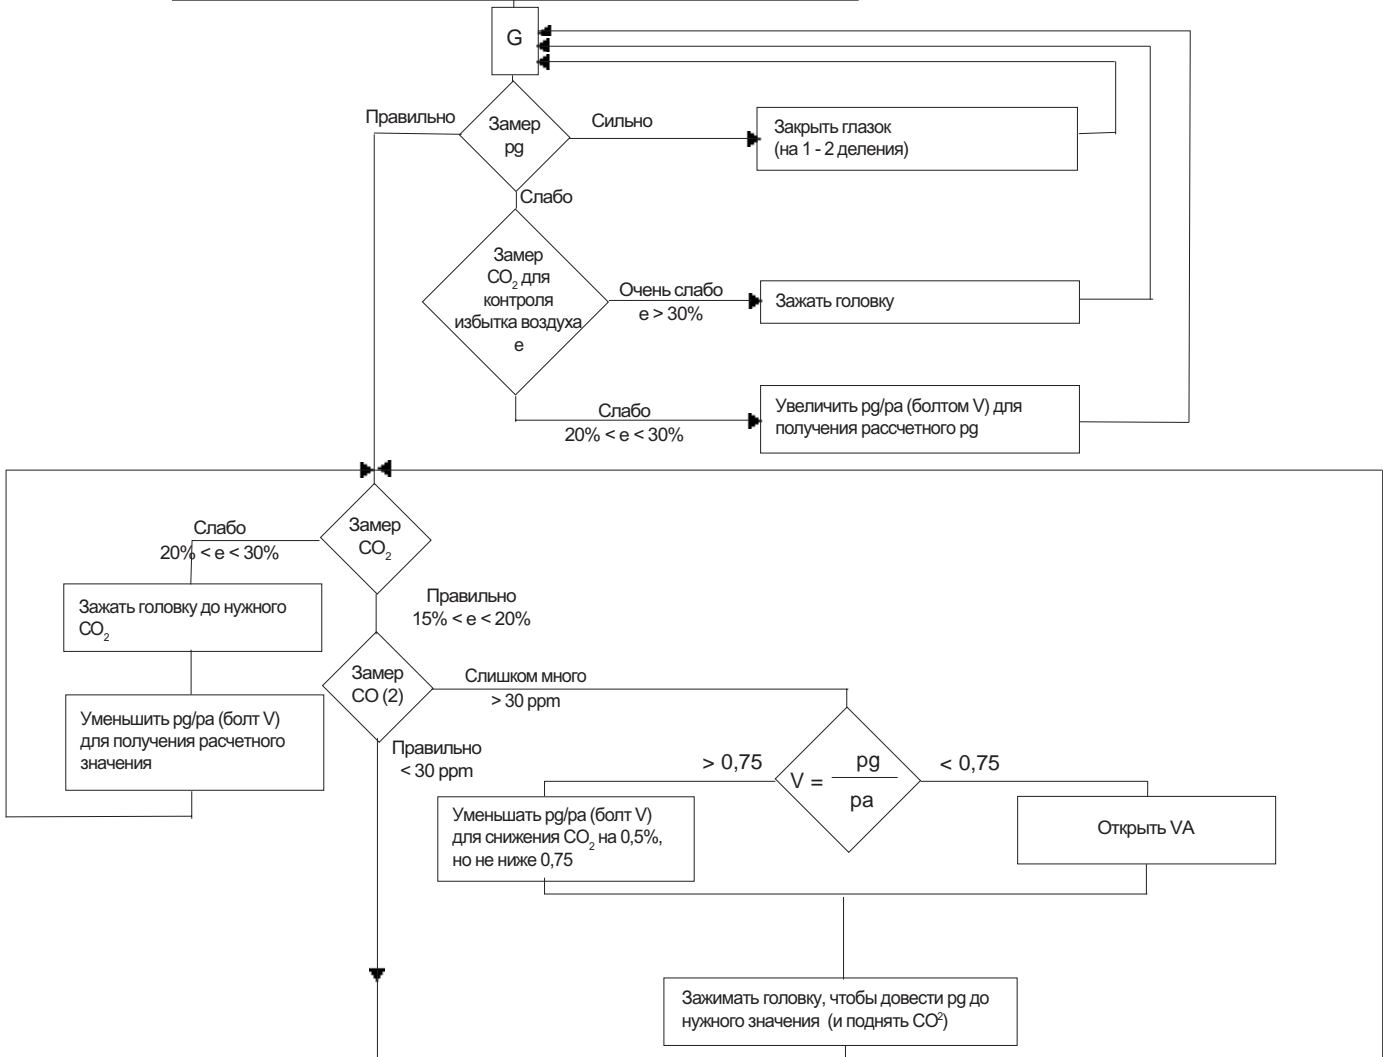 G
Правильно
Замер
pg
Сильно
Закрыть глазок
(на 1 - 2 деления)
Слабо
Замер
CO₂ для
контроля
избытка воздуха
e
Очень слабо
e > 30%
Зажать головку
Слабо
20% < e < 30%
Увеличить pg/pa (болтом V) для
получения рассчетного pg
Слабо
20% < e < 30%
Замер
CO₂
Зажать головку до нужного
CO₂
Правильно
15% < e < 20%
Замер
CO (2)
Слишком много
> 30 ppm
Уменьшить pg/pa (болт V)
для получения расчетного
значения
Правильно
< 30 ppm
> 0,75
V = pg
pa
< 0,75
Уменьшать pg/pa (болт V)
для снижения CO₂ на 0,5%,
но не ниже 0,75
Открыть VA
Зажимать головку, чтобы довести pg до
нужного значения (и поднять CO²)